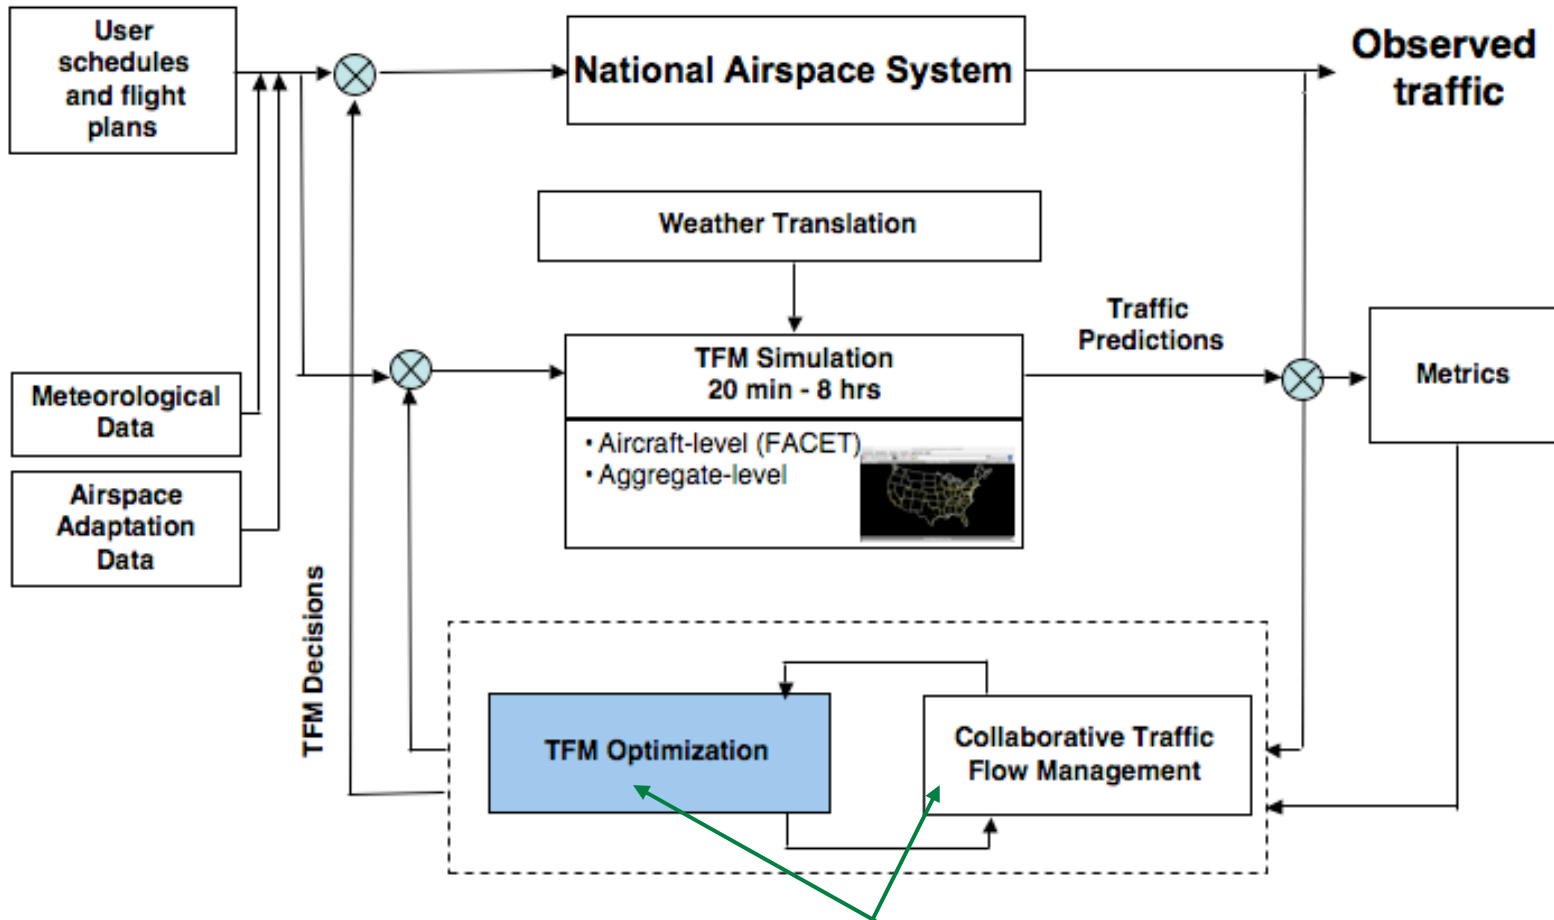 User
schedules
and flight
plans
National Airspace System
Observed
traffic
Weather Translation
Traffic
Predictions
TFM Simulation
20 min - 8 hrs
• Aircraft-level (FACET)
• Aggregate-level
Metrics
Meteorological
Data
Airspace
Adaptation
Data
TFM Decisions
TFM Optimization
Collaborative Traffic
Flow Management